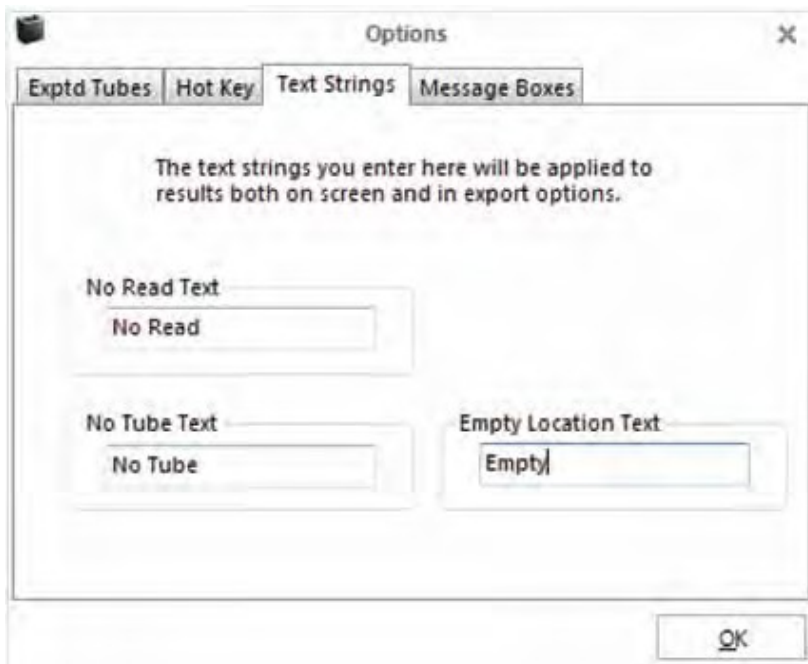 Options
Exptd Tubes Hot Key Text Strings Message Boxes
The text strings you enter here will be applied to
results both on screen and in export options.
No Read Text
No Read
No Tube Text
No Tube
Empty Location Text
Empty
OK